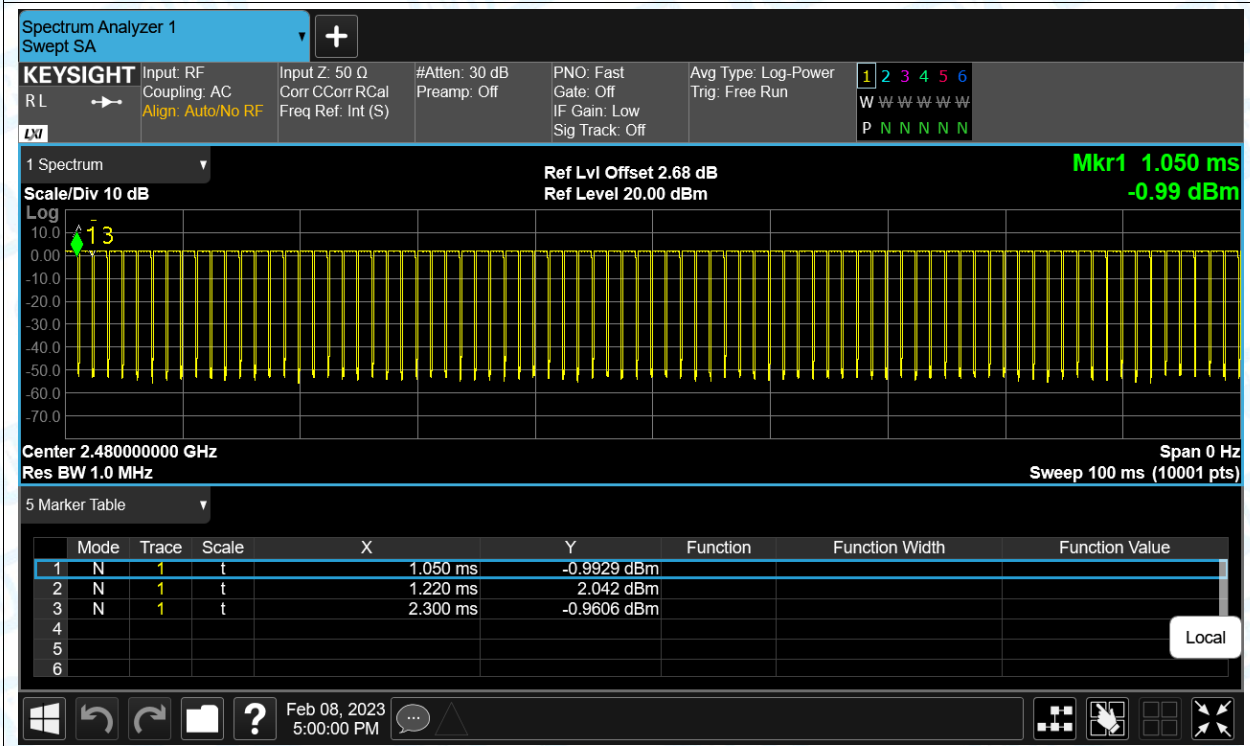 Spectrum Analyzer 1
Swept SA
+
KEYSIGHT
R L
LXI
Input: RF
Coupling: AC
Align: Auto/No RF
Input Z: 50 Ω
Corr CCorr RCal
Freq Ref: Int (S)
#Atten: 30 dB
Preamp: Off
PNO: Fast
Gate: Off
IF Gain: Low
Sig Track: Off
Avg Type: Log-Power
Trig: Free Run
1 2 3 4 5 6
W W W W W W
P N N N N N
1 Spectrum
Scale/Div 10 dB
Ref Lvl Offset 2.68 dB
Ref Level 20.00 dBm
Mkr1 1.050 ms
-0.99 dBm
Log
10.0
0.00
-10.0
-20.0
-30.0
-40.0
-50.0
-60.0
-70.0
1 3
Center 2.480000000 GHz
Res BW 1.0 MHz
Span 0 Hz
Sweep 100 ms (10001 pts)
5 Marker Table
Mode Trace Scale X Y Function Function Width Function Value
1 N 1 t 1.050 ms -0.9929 dBm
2 N 1 t 1.220 ms 2.042 dBm
3 N 1 t 2.300 ms -0.9606 dBm
4
5
6
Local
?
Feb 08, 2023
5:00:00 PM